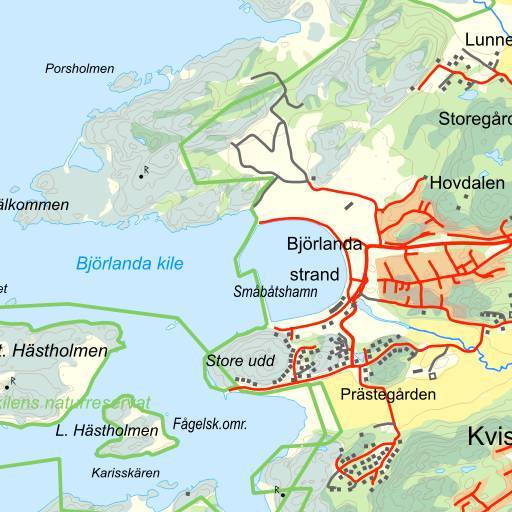 Lunne
Porsholmen
Storegård
Hovdalen
älkommen
Björlanda
strand
Björlanda kile
Småbåtshamn
et
t. Hästholmen
Store udd
Prästegården
kilens naturreservat
Fågelsk.omr.
L. Hästholmen
Kvis
Karisskären
R
R
R